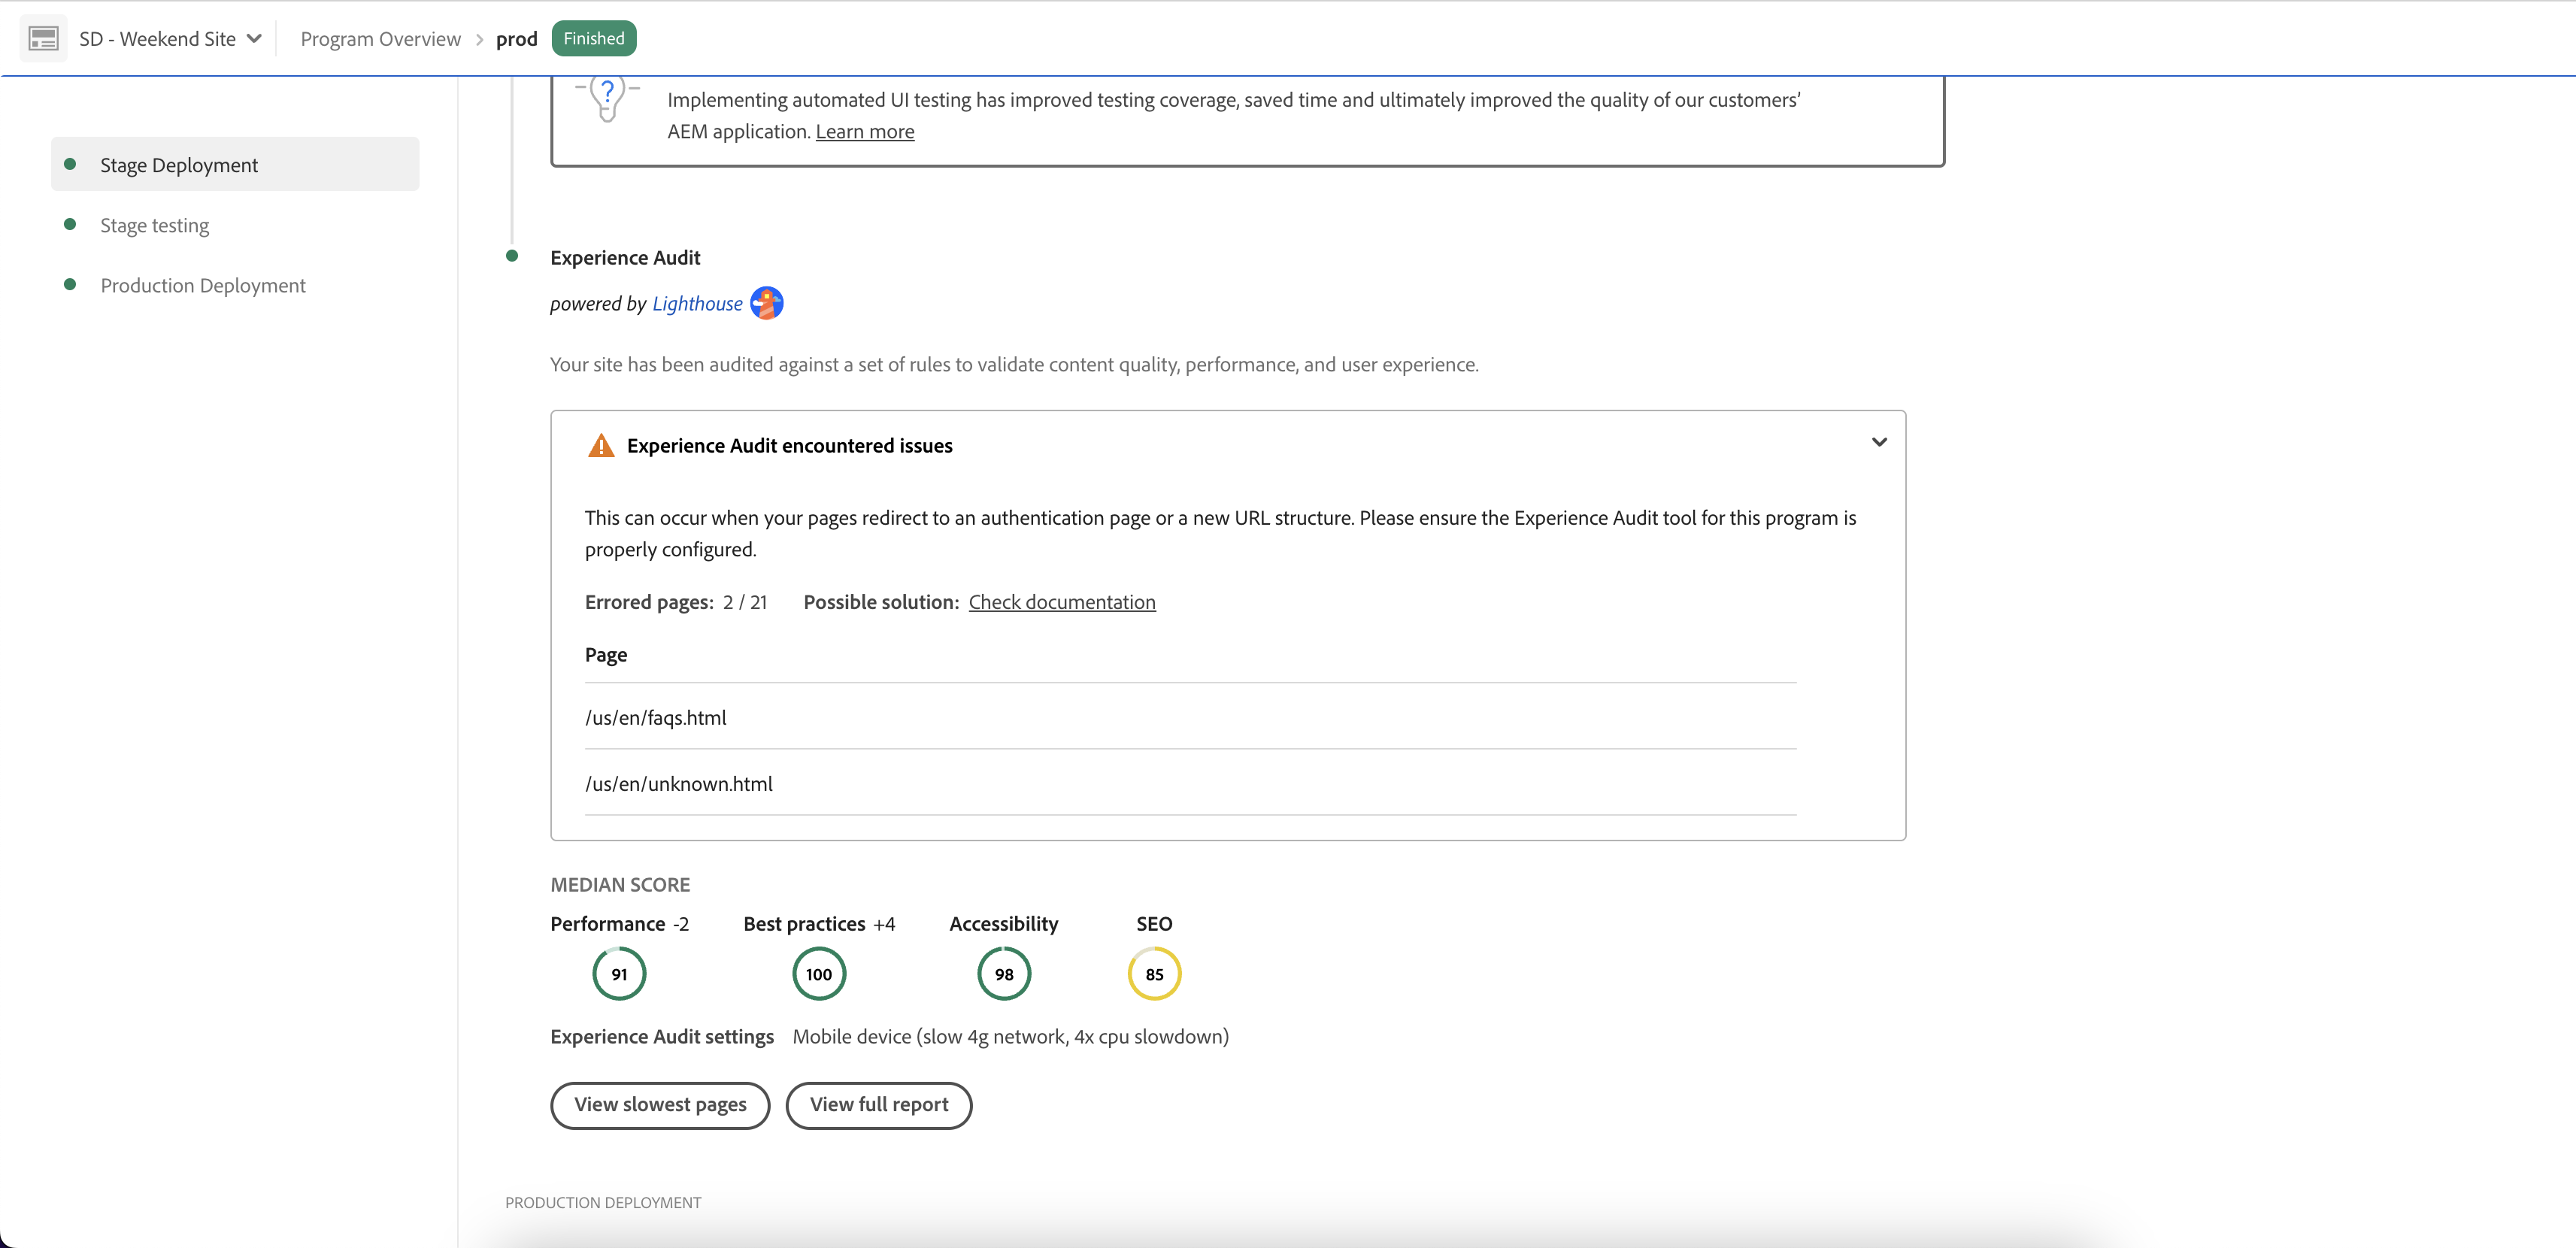 SD - Weekend Site
Program Overview > prod Finished
Implementing automated UI testing has improved testing coverage, saved time and ultimately improved the quality of our customers’
AEM application. Learn more
Stage Deployment
Stage testing
Production Deployment
Experience Audit
powered by Lighthouse
Your site has been audited against a set of rules to validate content quality, performance, and user experience.
Experience Audit encountered issues
This can occur when your pages redirect to an authentication page or a new URL structure. Please ensure the Experience Audit tool for this program is
properly configured.
Errored pages: 2 / 21 Possible solution: Check documentation
Page
/us/en/faqs.html
/us/en/unknown.html
MEDIAN SCORE
Performance -2 Best practices +4 Accessibility SEO
91 100 98 85
Experience Audit settings Mobile device (slow 4g network, 4x cpu slowdown)
View slowest pages View full report
PRODUCTION DEPLOYMENT